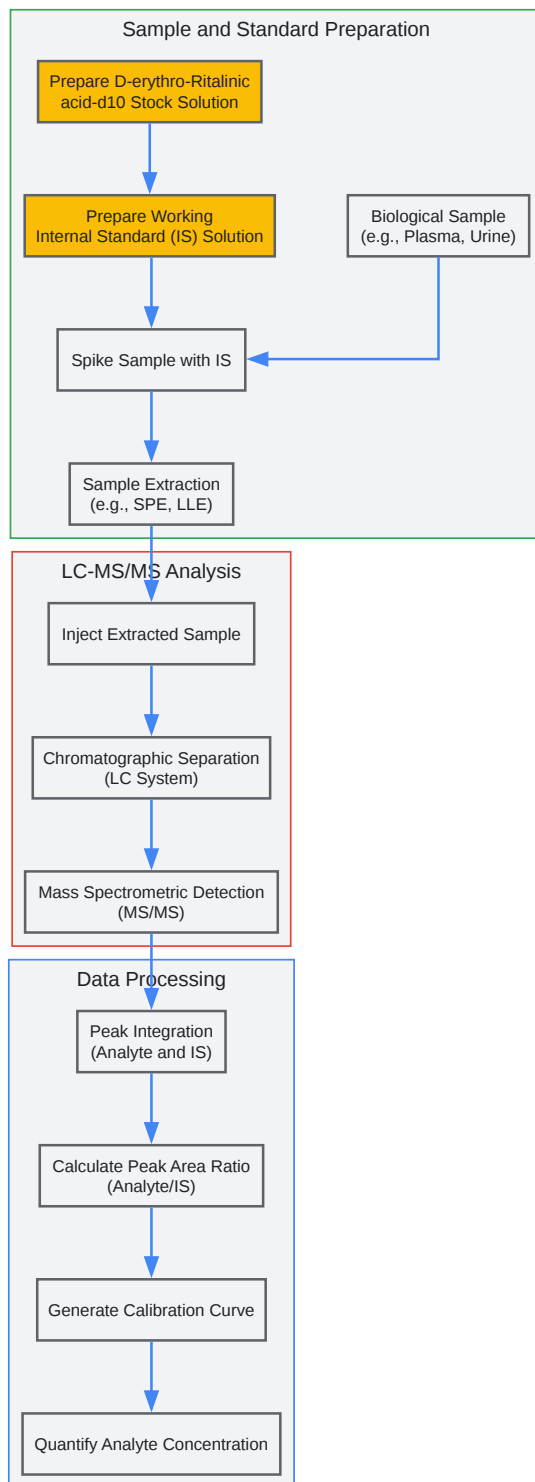 Sample and Standard Preparation
Prepare D-erythro-Ritalinic
acid-d10 Stock Solution
Prepare Working
Internal Standard (IS) Solution
Biological Sample
(e.g., Plasma, Urine)
Spike Sample with IS
Sample Extraction
(e.g., SPE, LLE)
LC-MS/MS Analysis
Inject Extracted Sample
Chromatographic Separation
(LC System)
Mass Spectrometric Detection
(MS/MS)
Data Processing
Peak Integration
(Analyte and IS)
Calculate Peak Area Ratio
(Analyte/IS)
Generate Calibration Curve
Quantify Analyte Concentration